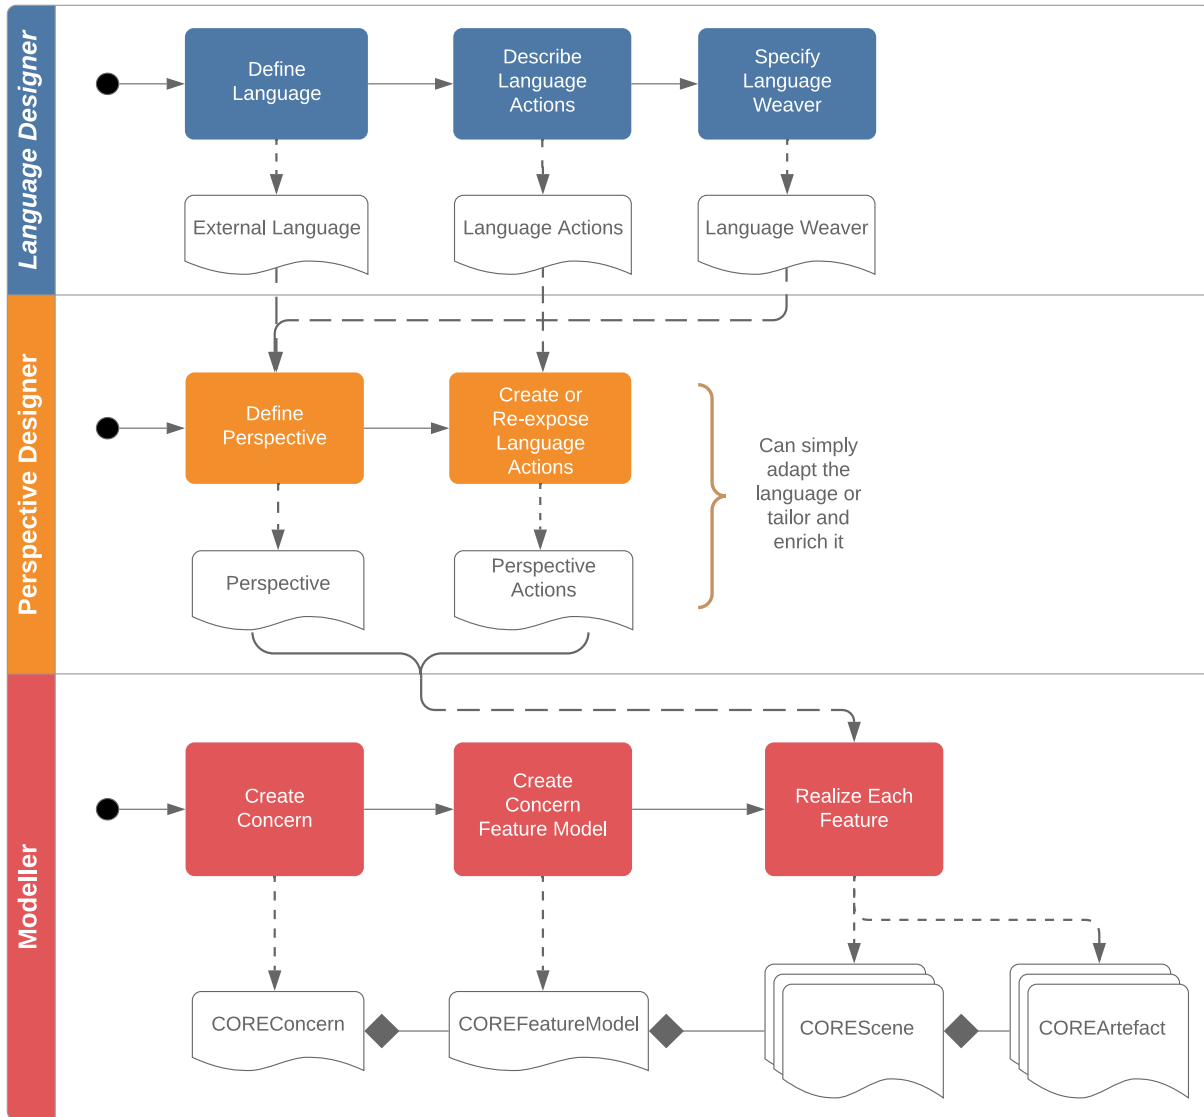 Language Designer
Define
Language
Describe
Language
Actions
Specify
Language
Weaver
External Language
Language Actions
Language Weaver
Perspective Designer
Define
Perspective
Create or
Re-expose
Language
Actions
Can simply
adapt the
language or
tailor and
enrich it
Perspective
Perspective
Actions
Modeller
Create
Concern
Create
Concern
Feature Model
Realize Each
Feature
COREConcern
COREFeatureModel
COREScene
COREArtefact